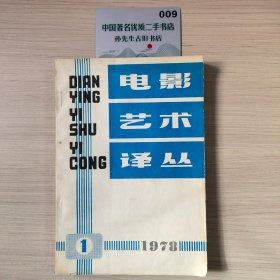 009
中国著名优质二手书店
孙先生古旧书店
DIAN
YING
YI
SHU
YI
CONG
电影
艺术
译丛
1
1978